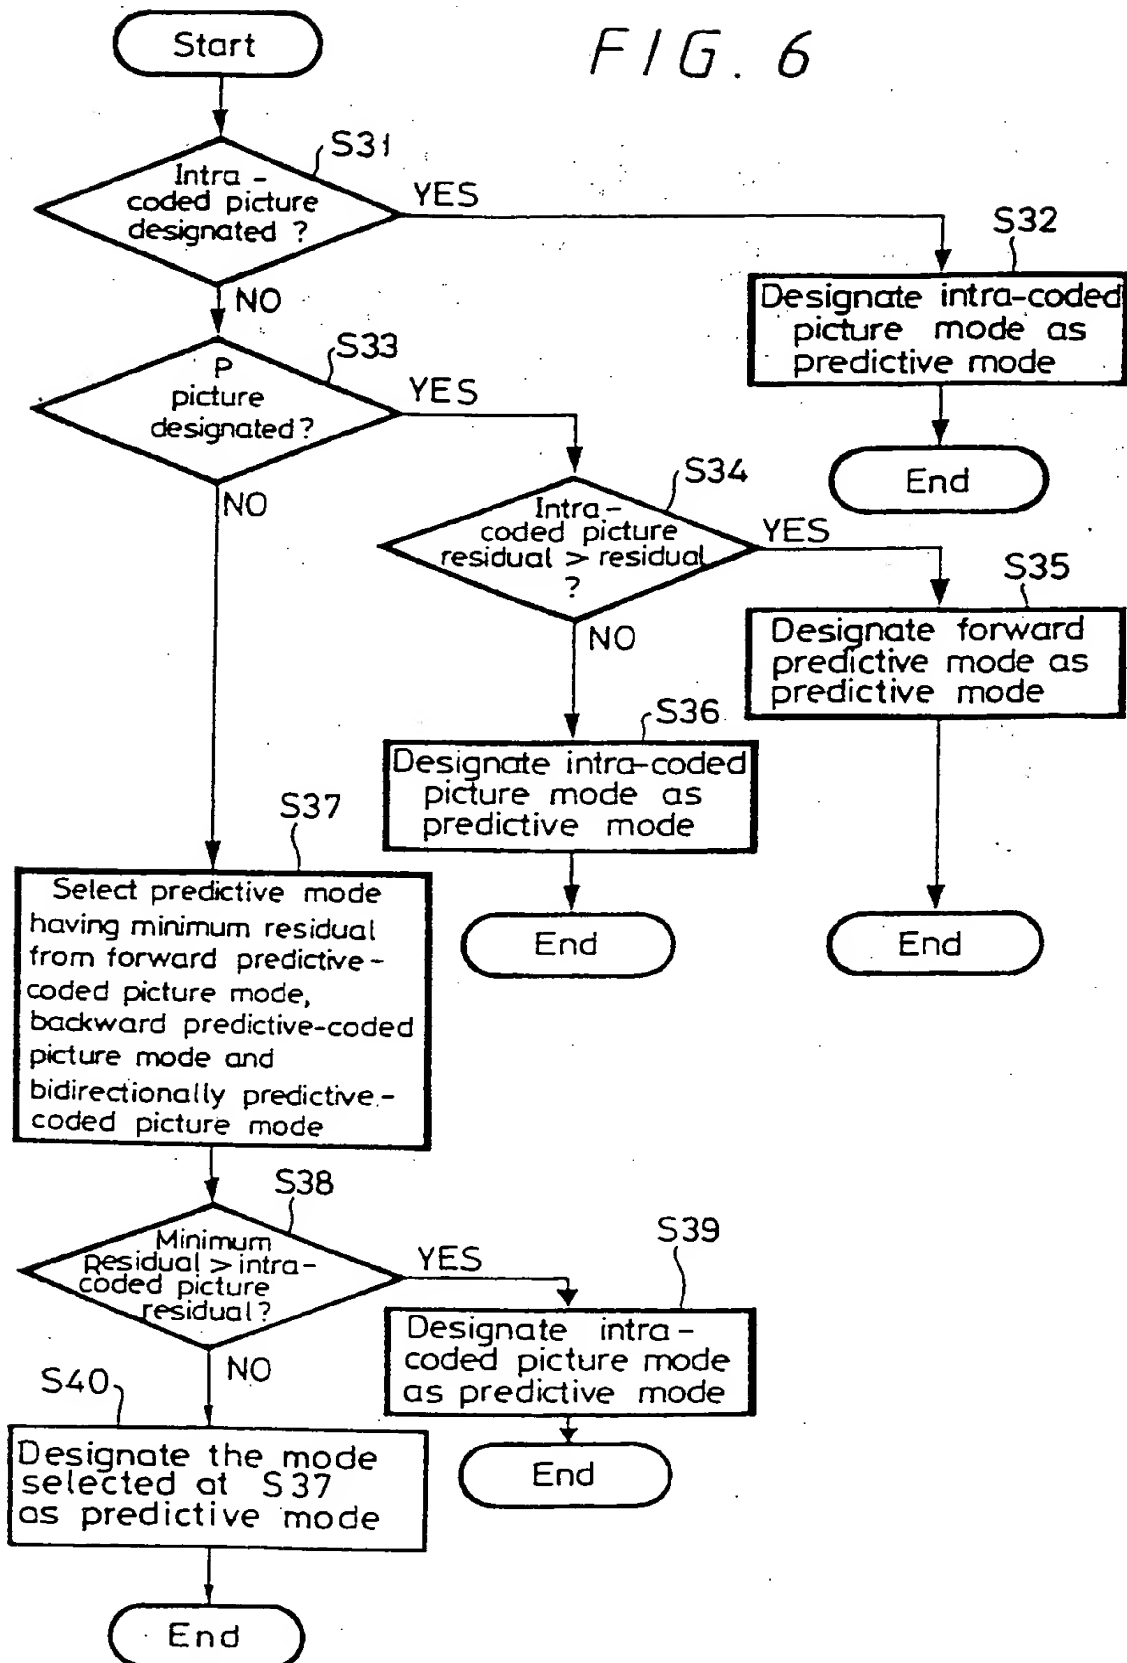 FIG. 6
Start
S31
Intra-
coded picture
designated ?
YES
NO
S32
Designate intra-coded
picture mode as
predictive mode
End
S33
P
picture
designated?
YES
NO
S34
Intra-
coded picture
residual > residual
?
YES
NO
S35
Designate forward
predictive mode as
predictive mode
End
S36
Designate intra-coded
picture mode as
predictive mode
End
S37
Select predictive mode
having minimum residual
from forward predictive-
coded picture mode,
backward predictive-coded
picture mode and
bidirectionally predictive-
coded picture mode
S38
Minimum
Residual > intra-
coded picture
residual?
YES
NO
S39
Designate intra-
coded picture mode
as predictive mode
End
S40
Designate the mode
selected at S37
as predictive mode
End